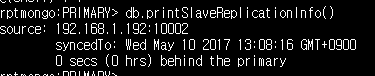 rptmongo:PRIMARY> db.printSlaveReplicationInfo()
source: 192.168.1.192:10002
syncedTo: Wed May 10 2017 13:08:16 GMT+0900
0 secs (0 hrs) behind the primary